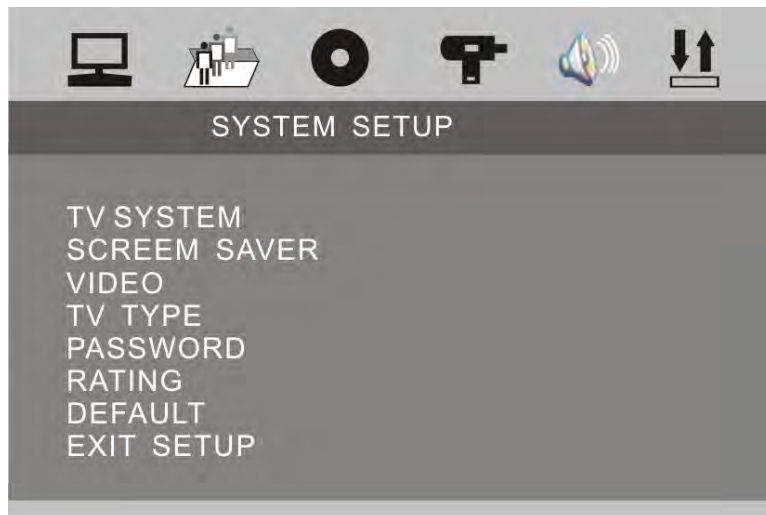 SYSTEM SETUP
TV SYSTEM
SCREEM SAVER
VIDEO
TV TYPE
PASSWORD
RATING
DEFAULT
EXIT SETUP